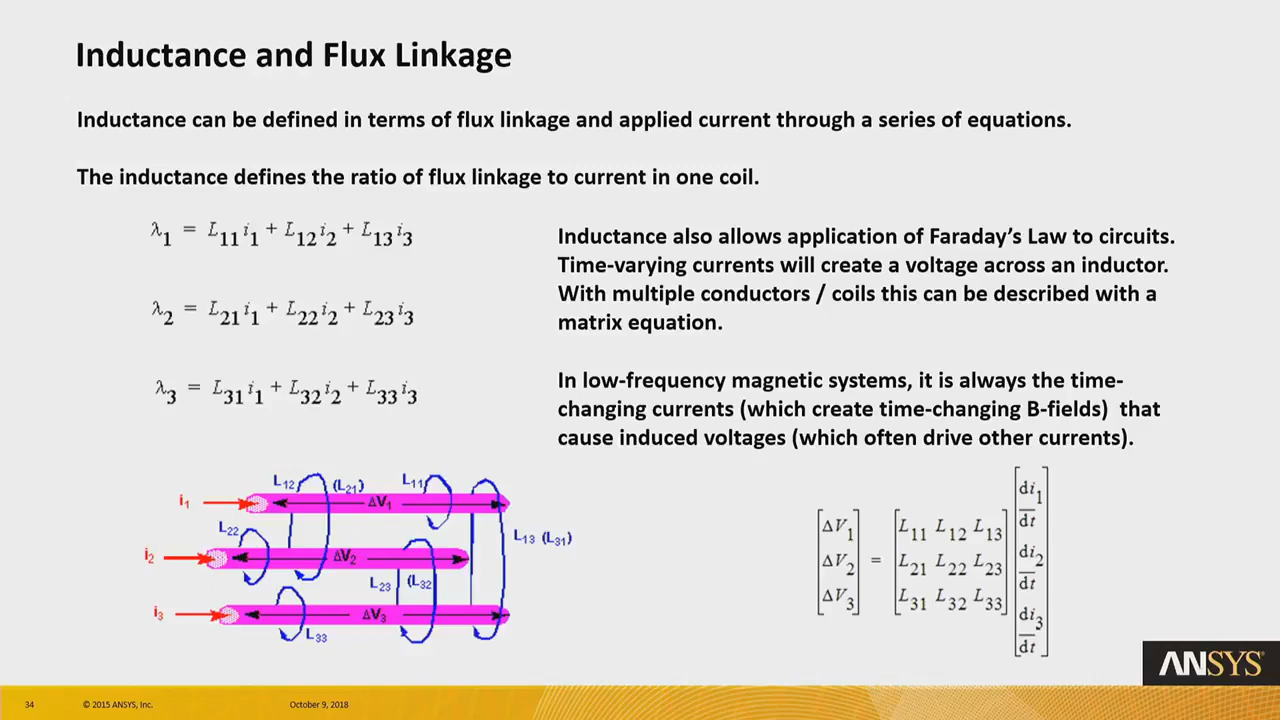 Inductance and Flux Linkage
Inductance can be defined in terms of flux linkage and applied current through a series of equations.
The inductance defines the ratio of flux linkage to current in one coil.
λ1 = L11 i1 + L12 i2 + L13 i3
λ2 = L21 i1 + L22 i2 + L23 i3
λ3 = L31 i1 + L32 i2 + L33 i3
Inductance also allows application of Faraday’s Law to circuits.
Time-varying currents will create a voltage across an inductor.
With multiple conductors / coils this can be described with a
matrix equation.
In low-frequency magnetic systems, it is always the time-
changing currents (which create time-changing B-fields) that
cause induced voltages (which often drive other currents).
L12 (L21) L11
i1 ΔV1
L22 L13 (L31)
i2 ΔV2
L23 (L32
i3 ΔV3
L33
ΔV1 L11 L12 L13 di1
dt
ΔV2 = L21 L22 L23 di2
dt
ΔV3 L31 L32 L33 di3
dt
ANSYS
34 © 2015 ANSYS, Inc. October 9, 2018